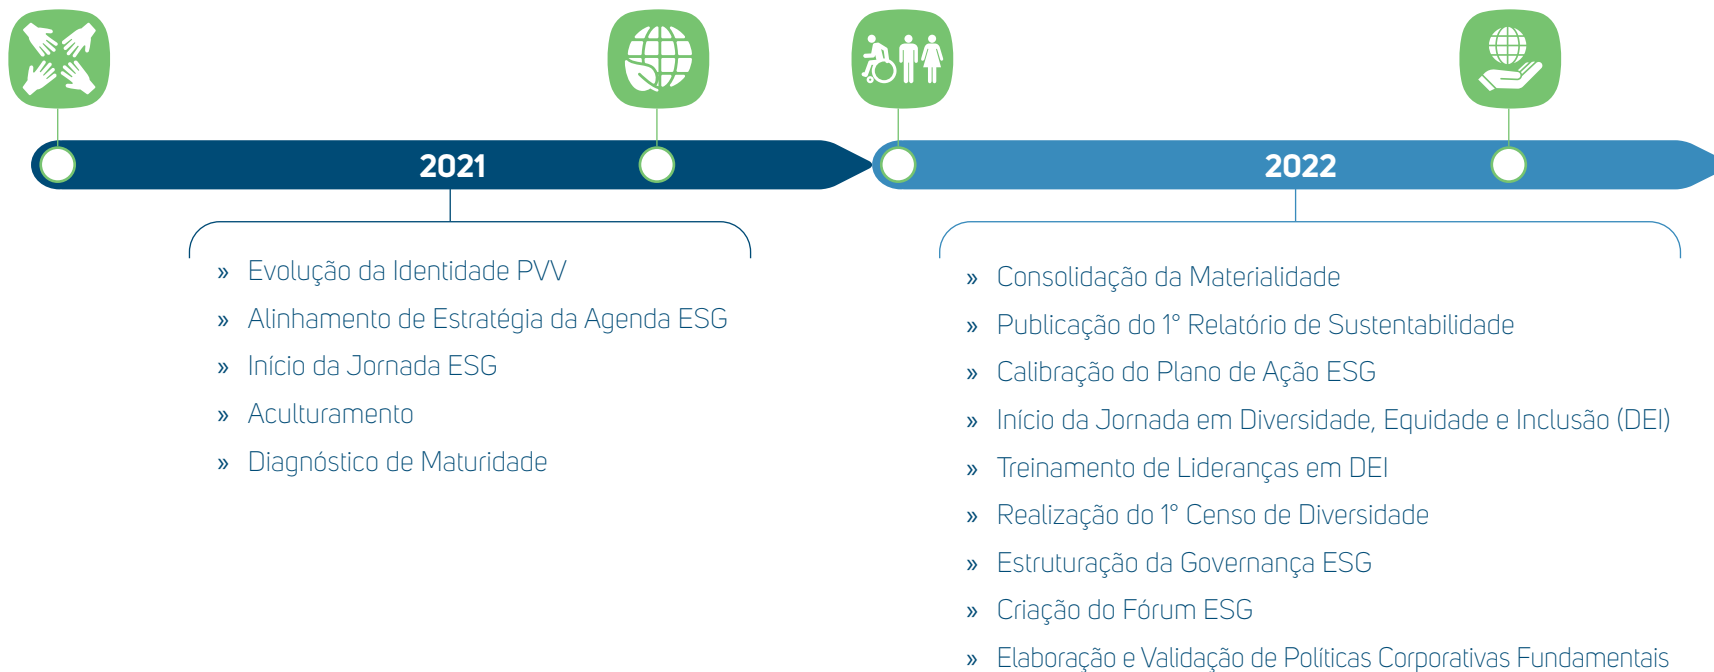 2021
» Evolução da Identidade PVV
» Alinhamento de Estratégia da Agenda ESG
» Início da Jornada ESG
» Aculturamento
» Diagnóstico de Maturidade
2022
» Consolidação da Materialidade
» Publicação do 1° Relatório de Sustentabilidade
» Calibração do Plano de Ação ESG
» Início da Jornada em Diversidade, Equidade e Inclusão (DEI)
» Treinamento de Lideranças em DEI
» Realização do 1° Censo de Diversidade
» Estruturação da Governança ESG
» Criação do Fórum ESG
» Elaboração e Validação de Políticas Corporativas Fundamentais